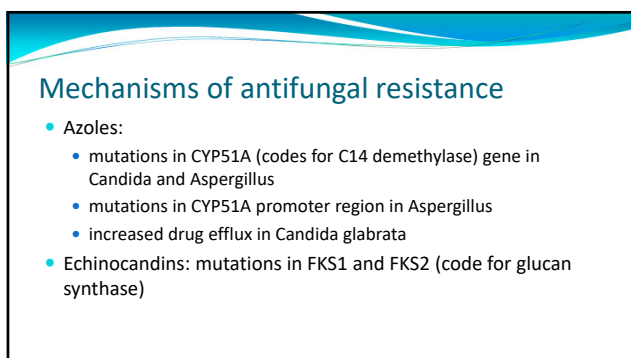 Mechanisms of antifungal resistance
• Azoles:
• mutations in CYP51A (codes for C14 demethylase) gene in
Candida and Aspergillus
• mutations in CYP51A promoter region in Aspergillus
• increased drug efflux in Candida glabrata
• Echinocandins: mutations in FKS1 and FKS2 (code for glucan
synthase)